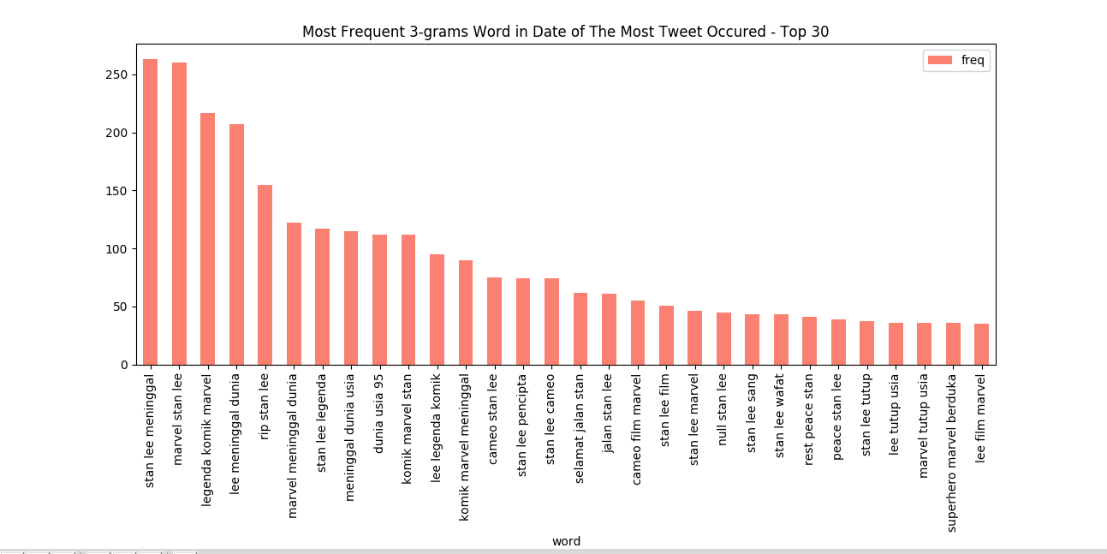 Most Frequent 3-grams Word in Date of The Most Tweet Occured - Top 30
freq
250
200
150
100
50
0
stan lee meninggal
marvel stan lee
legenda komik marvel
lee meninggal dunia
rip stan lee
marvel meninggal dunia
stan lee legenda
meninggal dunia usia
dunia usia 95
komik marvel stan
lee legenda komik
komik marvel meninggal
cameo stan lee
stan lee pencipta
stan lee cameo
selamat jalan stan
jalan stan lee
cameo film marvel
stan lee film
stan lee marvel
null stan lee
stan lee sang
stan lee wafat
rest peace stan
peace stan lee
stan lee tutup
lee tutup usia
marvel tutup usia
superhero marvel berduka
lee film marvel
word